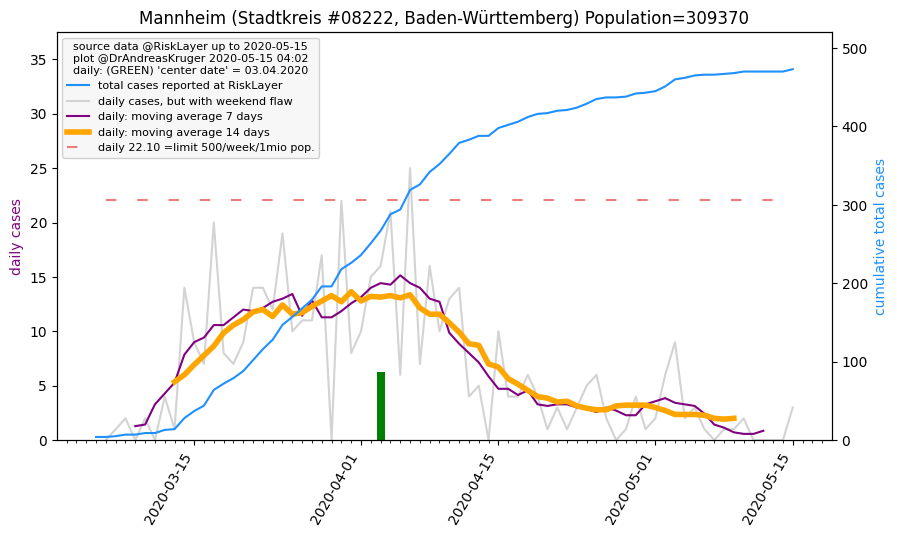 Mannheim (Stadtkreis #08222, Baden-Württemberg) Population=309370
source data @RiskLayer up to 2020-05-15
plot @DrAndreasKruger 2020-05-15 04:02
daily: (GREEN) 'center date' = 03.04.2020
total cases reported at RiskLayer
daily cases, but with weekend flaw
daily: moving average 7 days
daily: moving average 14 days
daily 22.10 =limit 500/week/1mio pop.
daily cases
35
30
25
20
15
10
5
0
cumulative total cases
500
400
300
200
100
0
2020-03-15
2020-04-01
2020-04-15
2020-05-01
2020-05-15